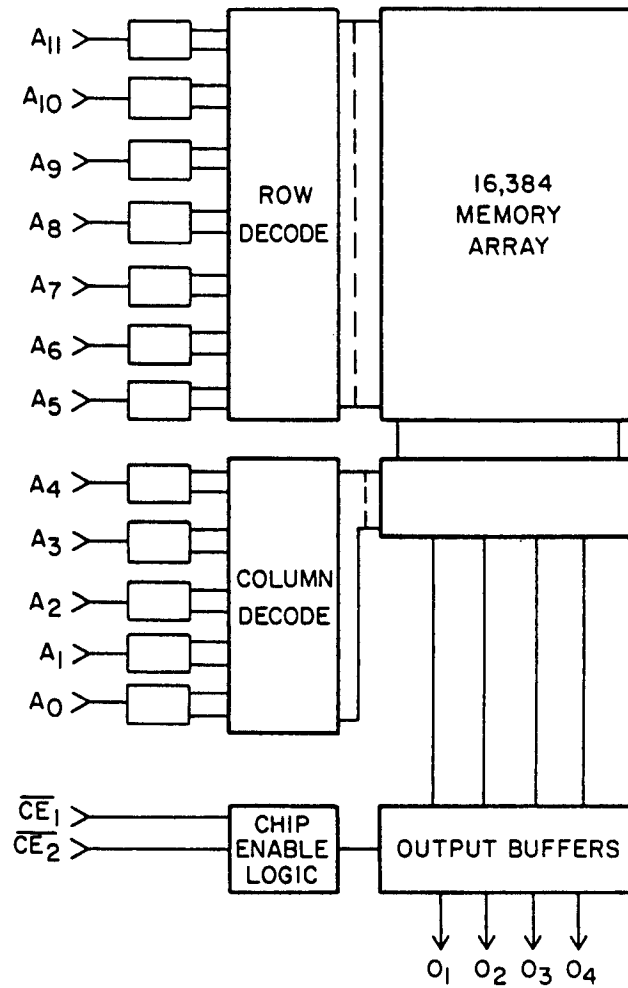 A11
A10
A9
A8
A7
A6
A5
ROW
DECODE
16,384
MEMORY
ARRAY
A4
A3
A2
A1
A0
COLUMN
DECODE
CE1
CE2
CHIP
ENABLE
LOGIC
OUTPUT BUFFERS
O1 O2 O3 O4